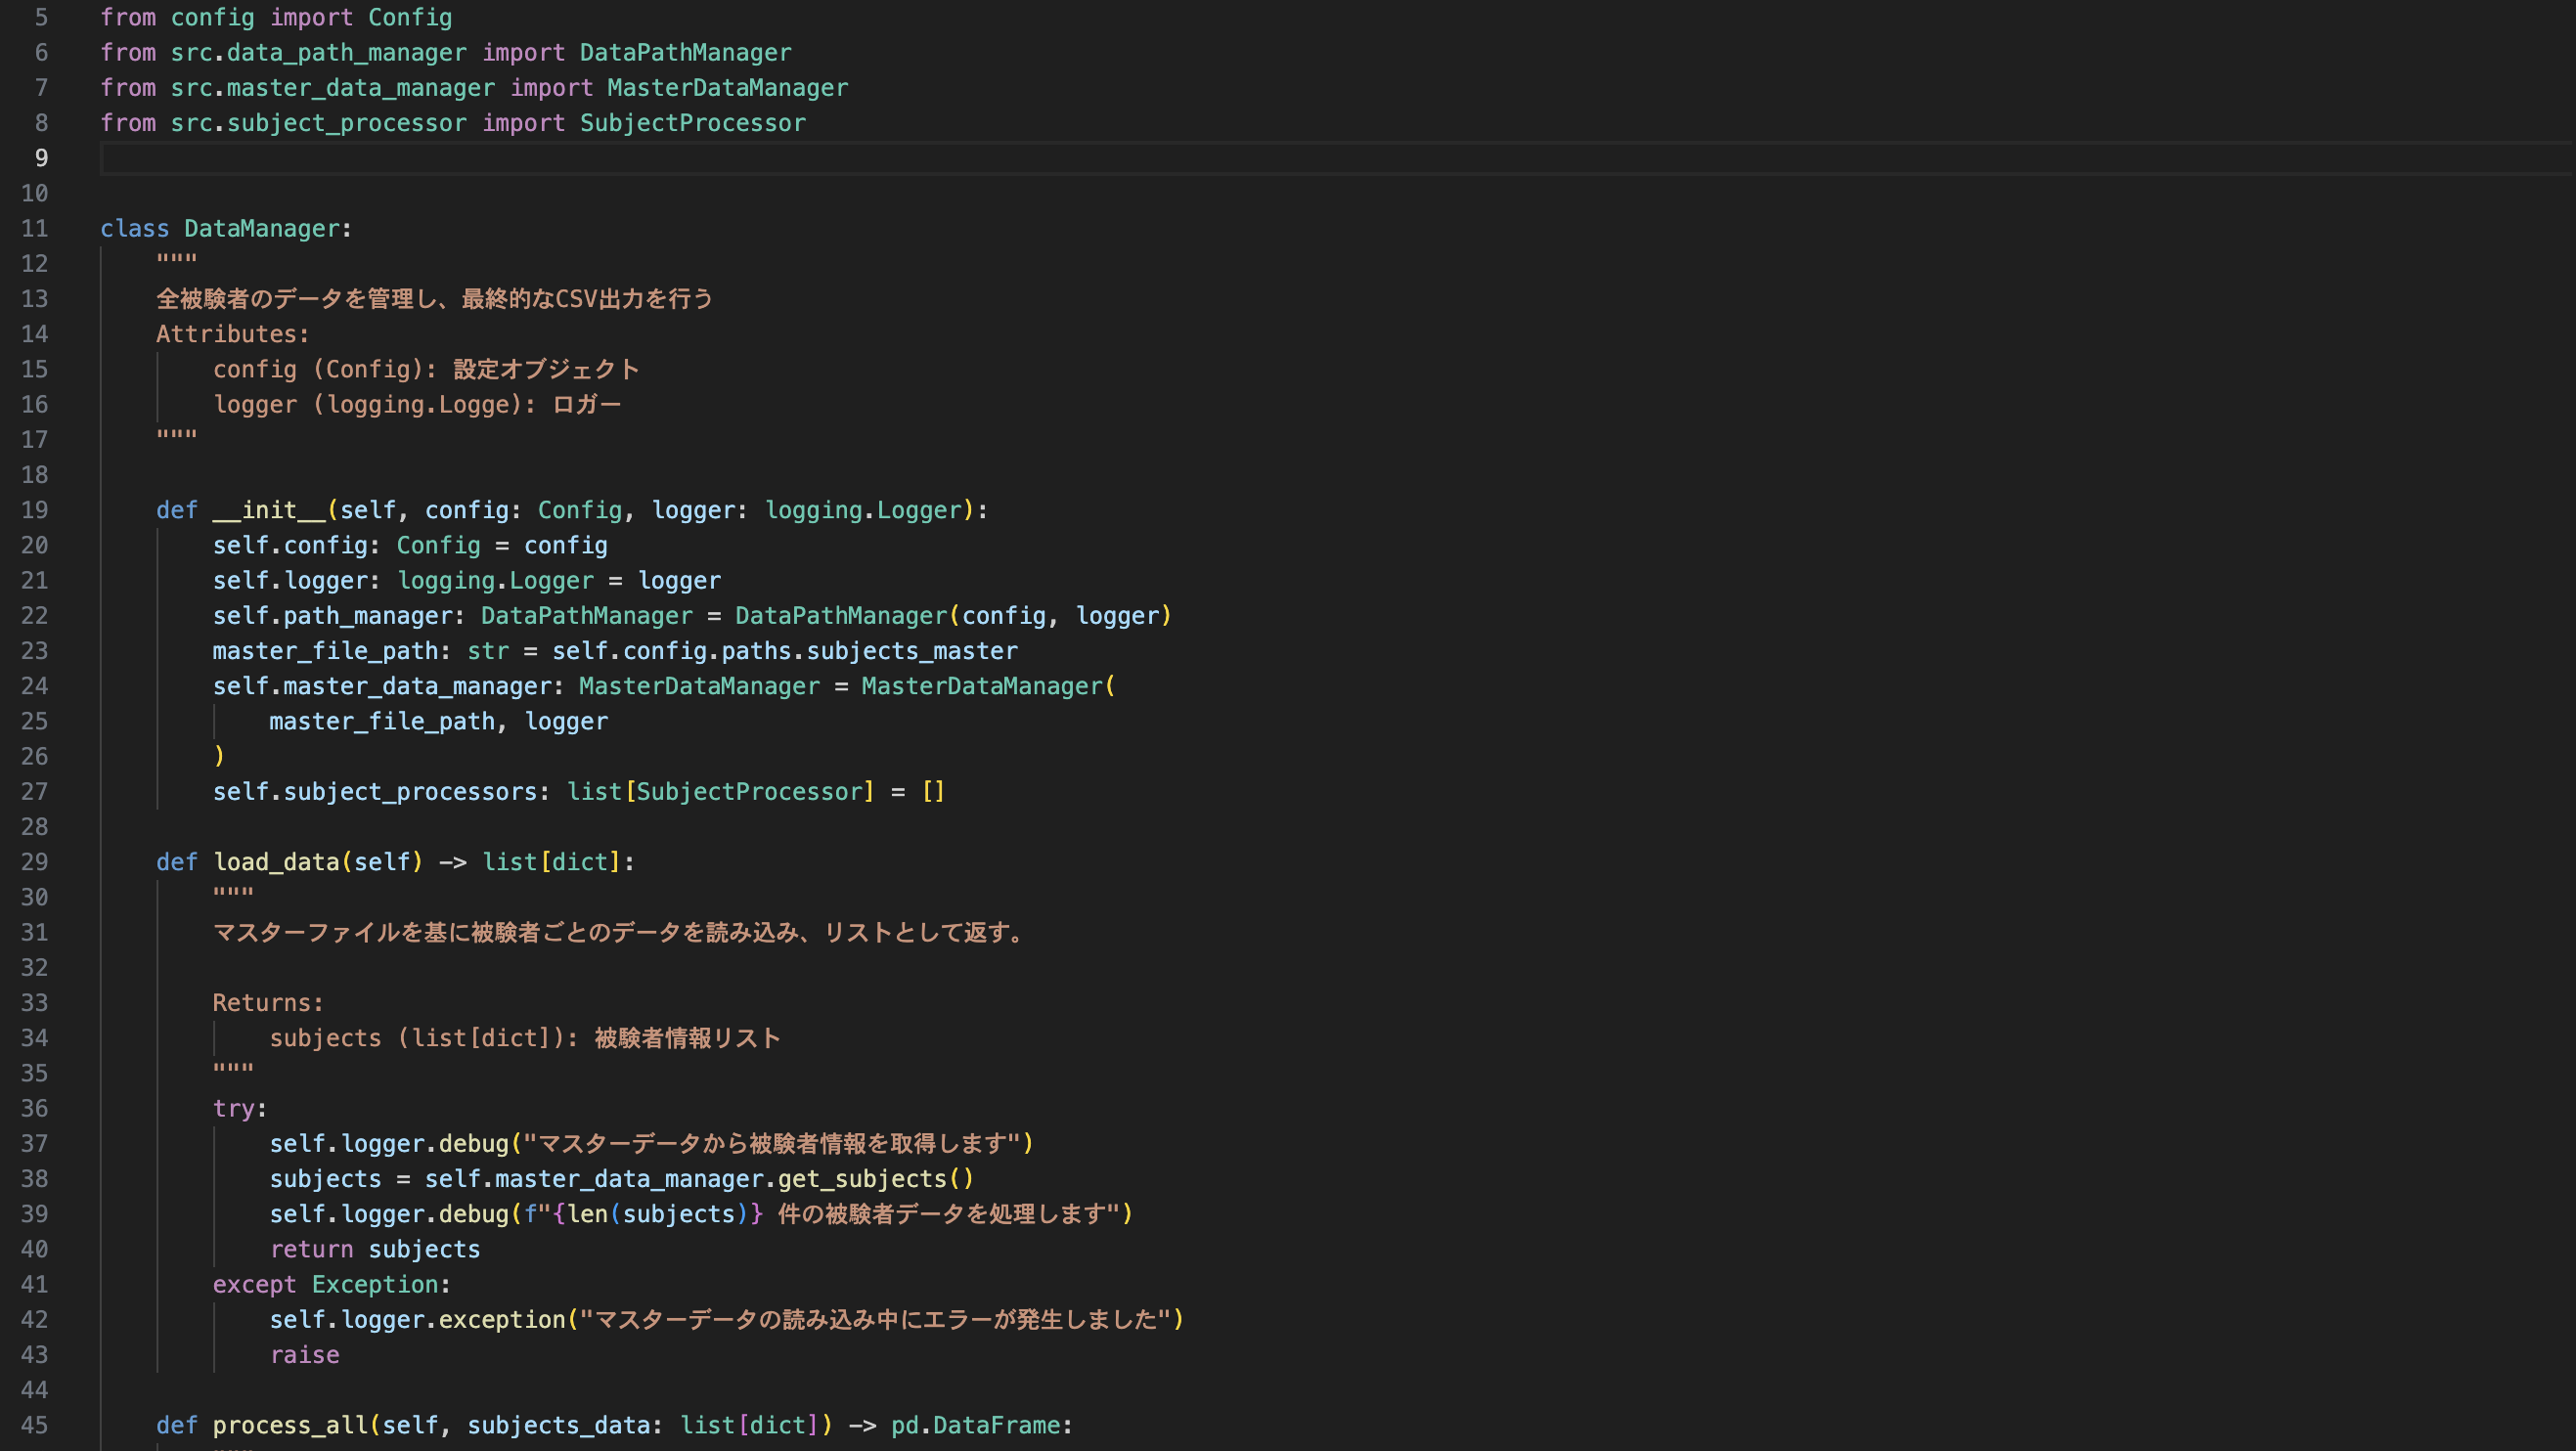 5 from config import Config
6 from src.data_path_manager import DataPathManager
7 from src.master_data_manager import MasterDataManager
8 from src.subject_processor import SubjectProcessor
9
10
11 class DataManager:
12     """
13     全被験者のデータを管理し、最終的なCSV出力を行う
14     Attributes:
15         config (Config): 設定オブジェクト
16         logger (logging.Logge): ロガー
17     """
18
19     def __init__(self, config: Config, logger: logging.Logger):
20         self.config: Config = config
21         self.logger: logging.Logger = logger
22         self.path_manager: DataPathManager = DataPathManager(config, logger)
23         master_file_path: str = self.config.paths.subjects_master
24         self.master_data_manager: MasterDataManager = MasterDataManager(
25             master_file_path, logger
26         )
27         self.subject_processors: list[SubjectProcessor] = []
28
29     def load_data(self) -> list[dict]:
30         """
31         マスターファイルを基に被験者ごとのデータを読み込み、リストとして返す。
32
33         Returns:
34             subjects (list[dict]): 被験者情報リスト
35         """
36         try:
37             self.logger.debug("マスターデータから被験者情報を取得します")
38             subjects = self.master_data_manager.get_subjects()
39             self.logger.debug(f"{len(subjects)} 件の被験者データを処理します")
40             return subjects
41         except Exception:
42             self.logger.exception("マスターデータの読み込み中にエラーが発生しました")
43             raise
44
45     def process_all(self, subjects_data: list[dict]) -> pd.DataFrame: